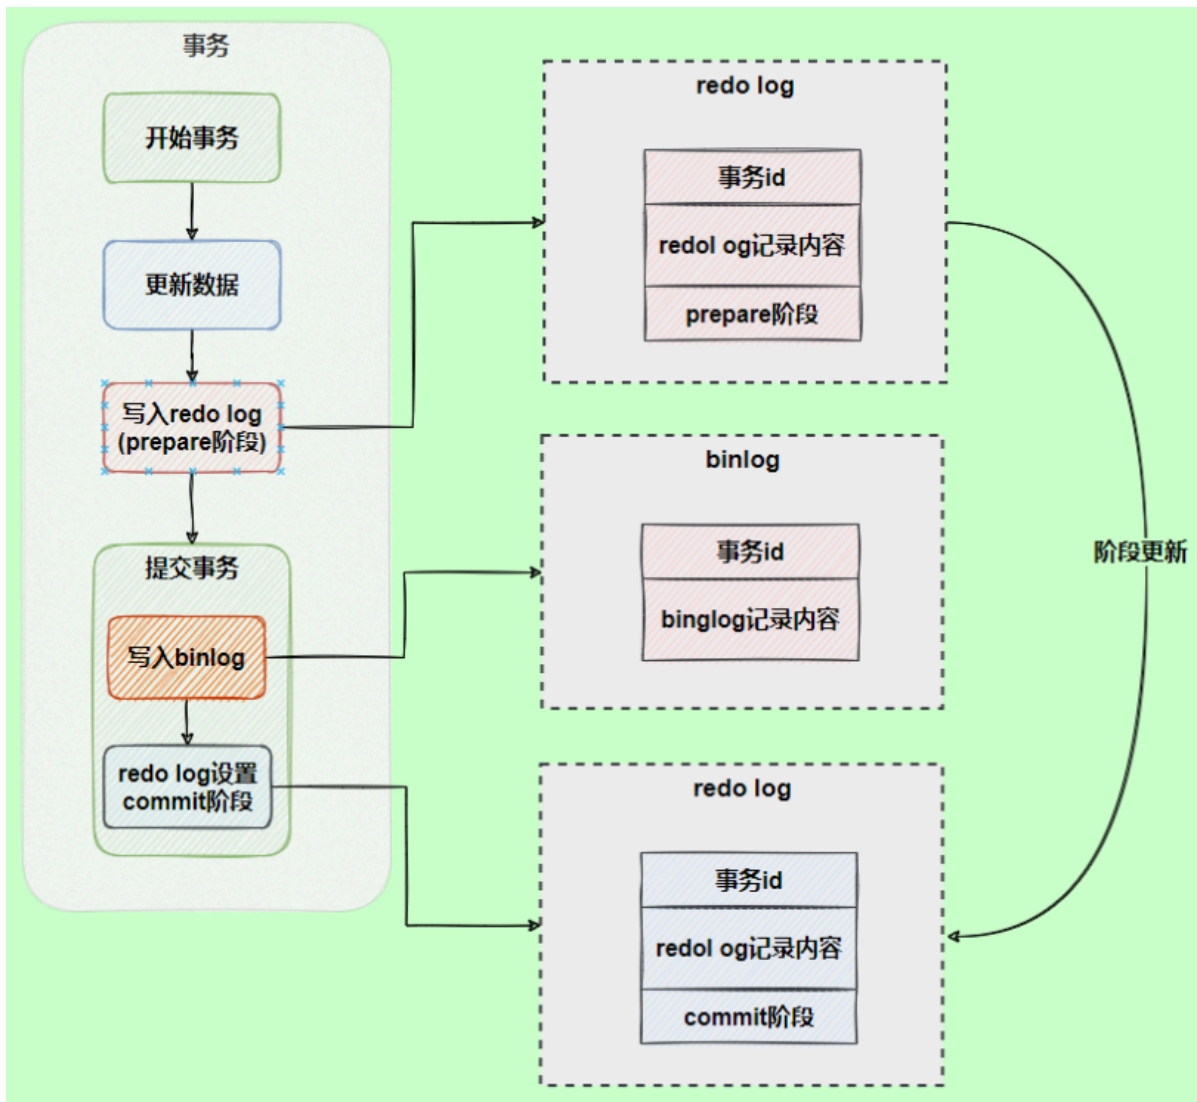 事务
开始事务
更新数据
写入redo log
(prepare阶段)
提交事务
写入binlog
redo log设置
commit阶段
redo log
事务id
redol og记录内容
prepare阶段
binlog
事务id
binglog记录内容
redo log
事务id
redol og记录内容
commit阶段
阶段更新